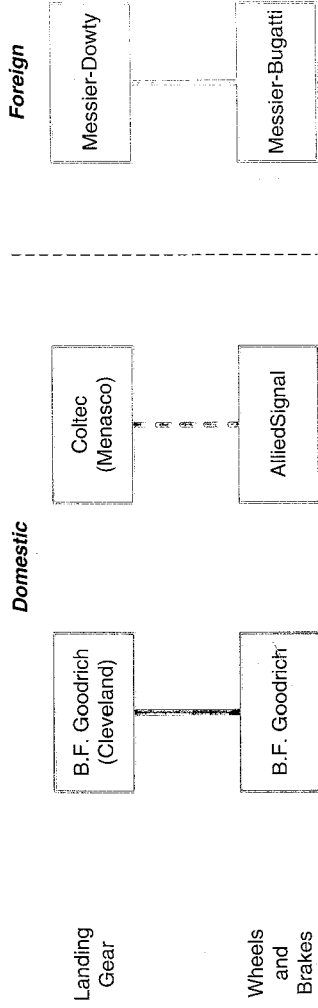 Domestic
Foreign
Landing
Gear
B.F. Goodrich
(Cleveland)
Coltec
(Menasco)
Messier-Dowty
Wheels
and
Brakes
B.F. Goodrich
AlliedSignal
Messier-Bugatti